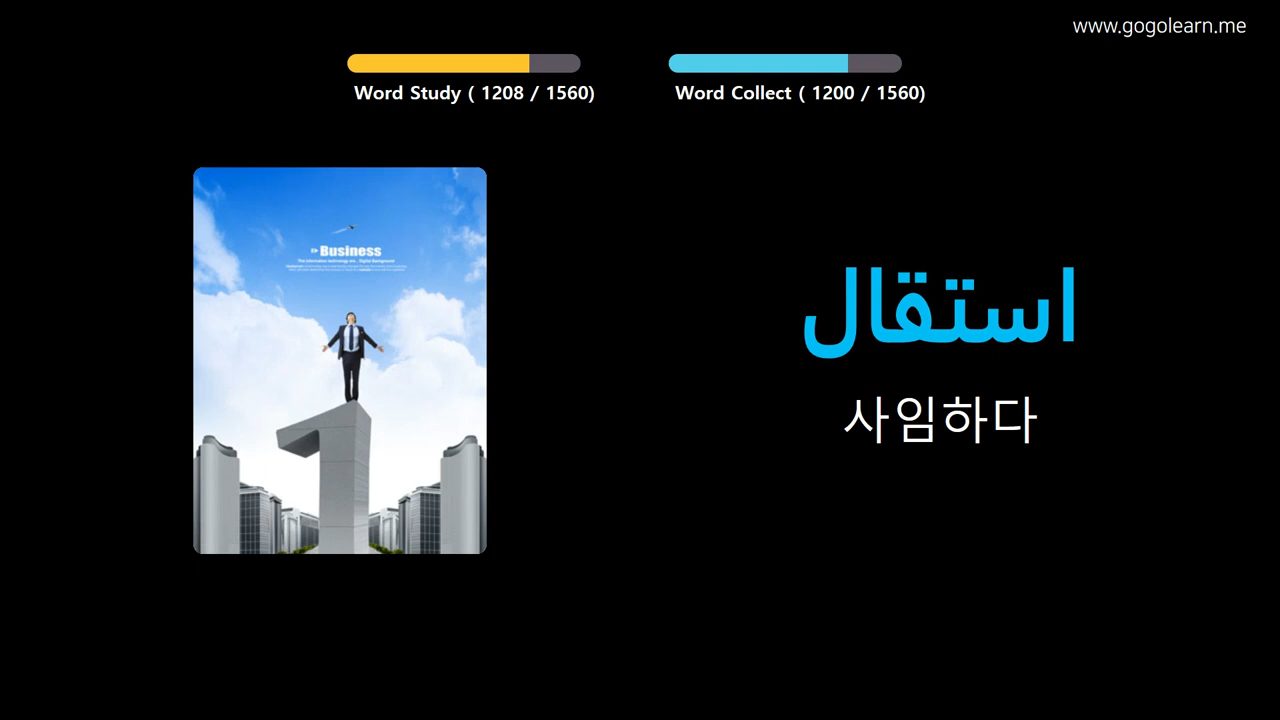 www.gogolearn.me
Word Study ( 1208 / 1560)
Word Collect ( 1200 / 1560)
Business
استقال
사임하다